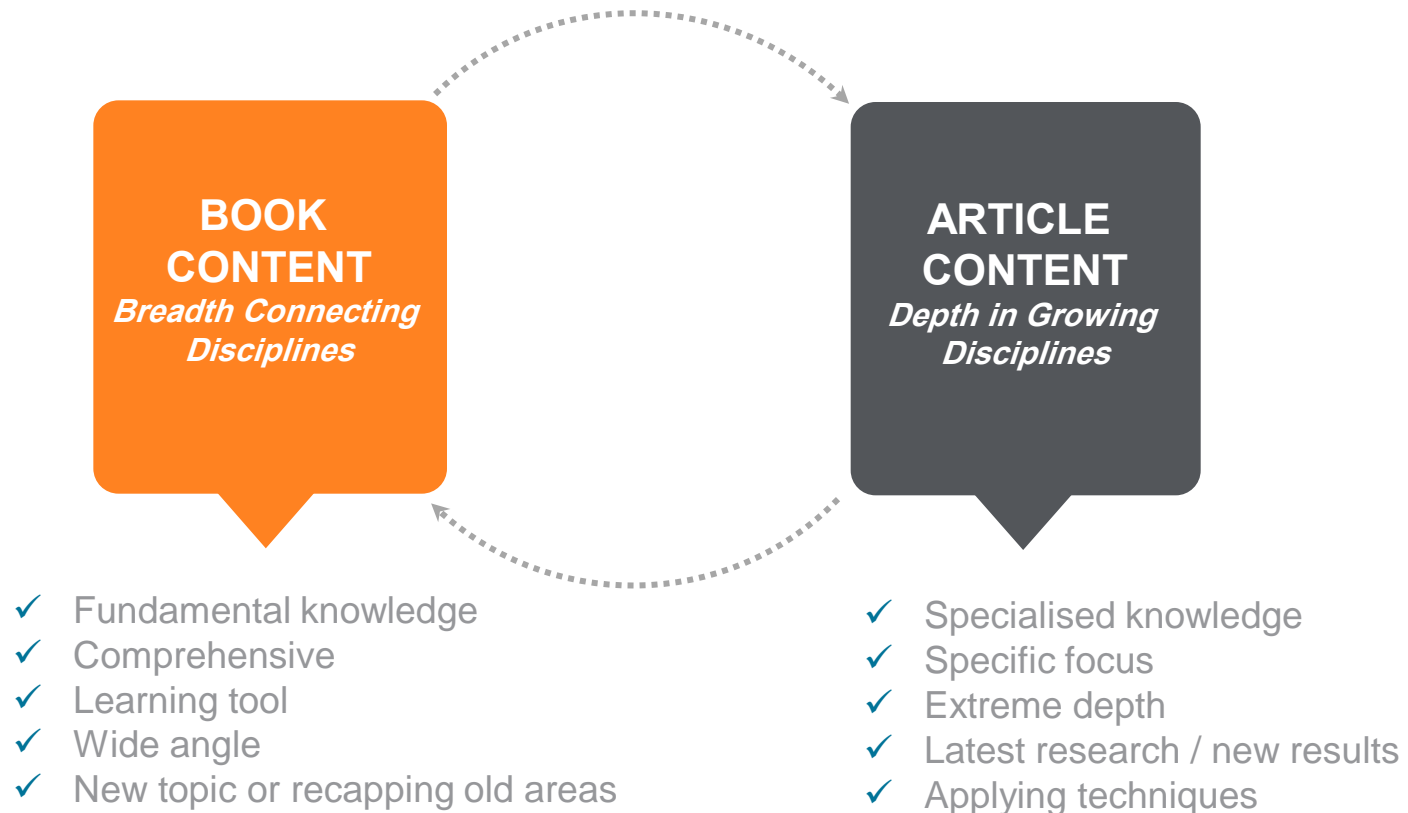 BOOK
CONTENT
Breadth Connecting
Disciplines
✓ Fundamental knowledge
✓ Comprehensive
✓ Learning tool
✓ Wide angle
✓ New topic or recapping old areas
ARTICLE
CONTENT
Depth in Growing
Disciplines
✓ Specialised knowledge
✓ Specific focus
✓ Extreme depth
✓ Latest research / new results
✓ Applying techniques